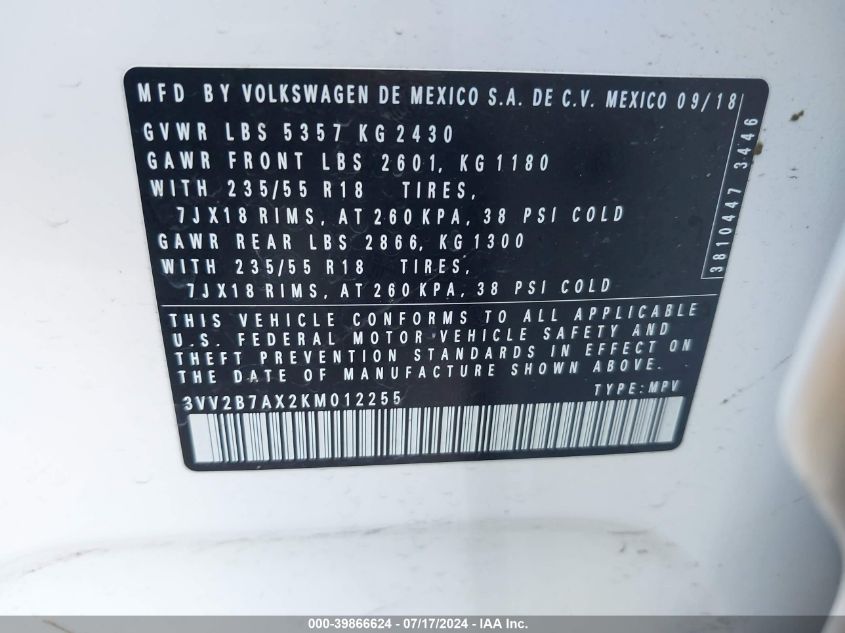 MFD BY VOLKSWAGEN DE MEXICO S.A. DE C.V. MEXICO 09/18
GVWR LBS 5357 KG 2430
GAWR FRONT LBS 2601, KG 1180
WITH 235/55 R18 TIRES,
7JX18 RIMS, AT 260 KPA, 38 PSI COLD
GAWR REAR LBS 2866, KG 1300
WITH 235/55 R18 TIRES,
7JX18 RIMS, AT 260 KPA, 38 PSI COLD
3810447 3446
THIS VEHICLE CONFORMS TO ALL APPLICABLE
U.S. FEDERAL MOTOR VEHICLE SAFETY AND
THEFT PREVENTION STANDARDS IN EFFECT ON
THE DATE OF MANUFACTURE SHOWN ABOVE.
3VV2B7AX2KM012255 TYPE: MPV
000-39866624 - 07/17/2024 - IAA Inc.